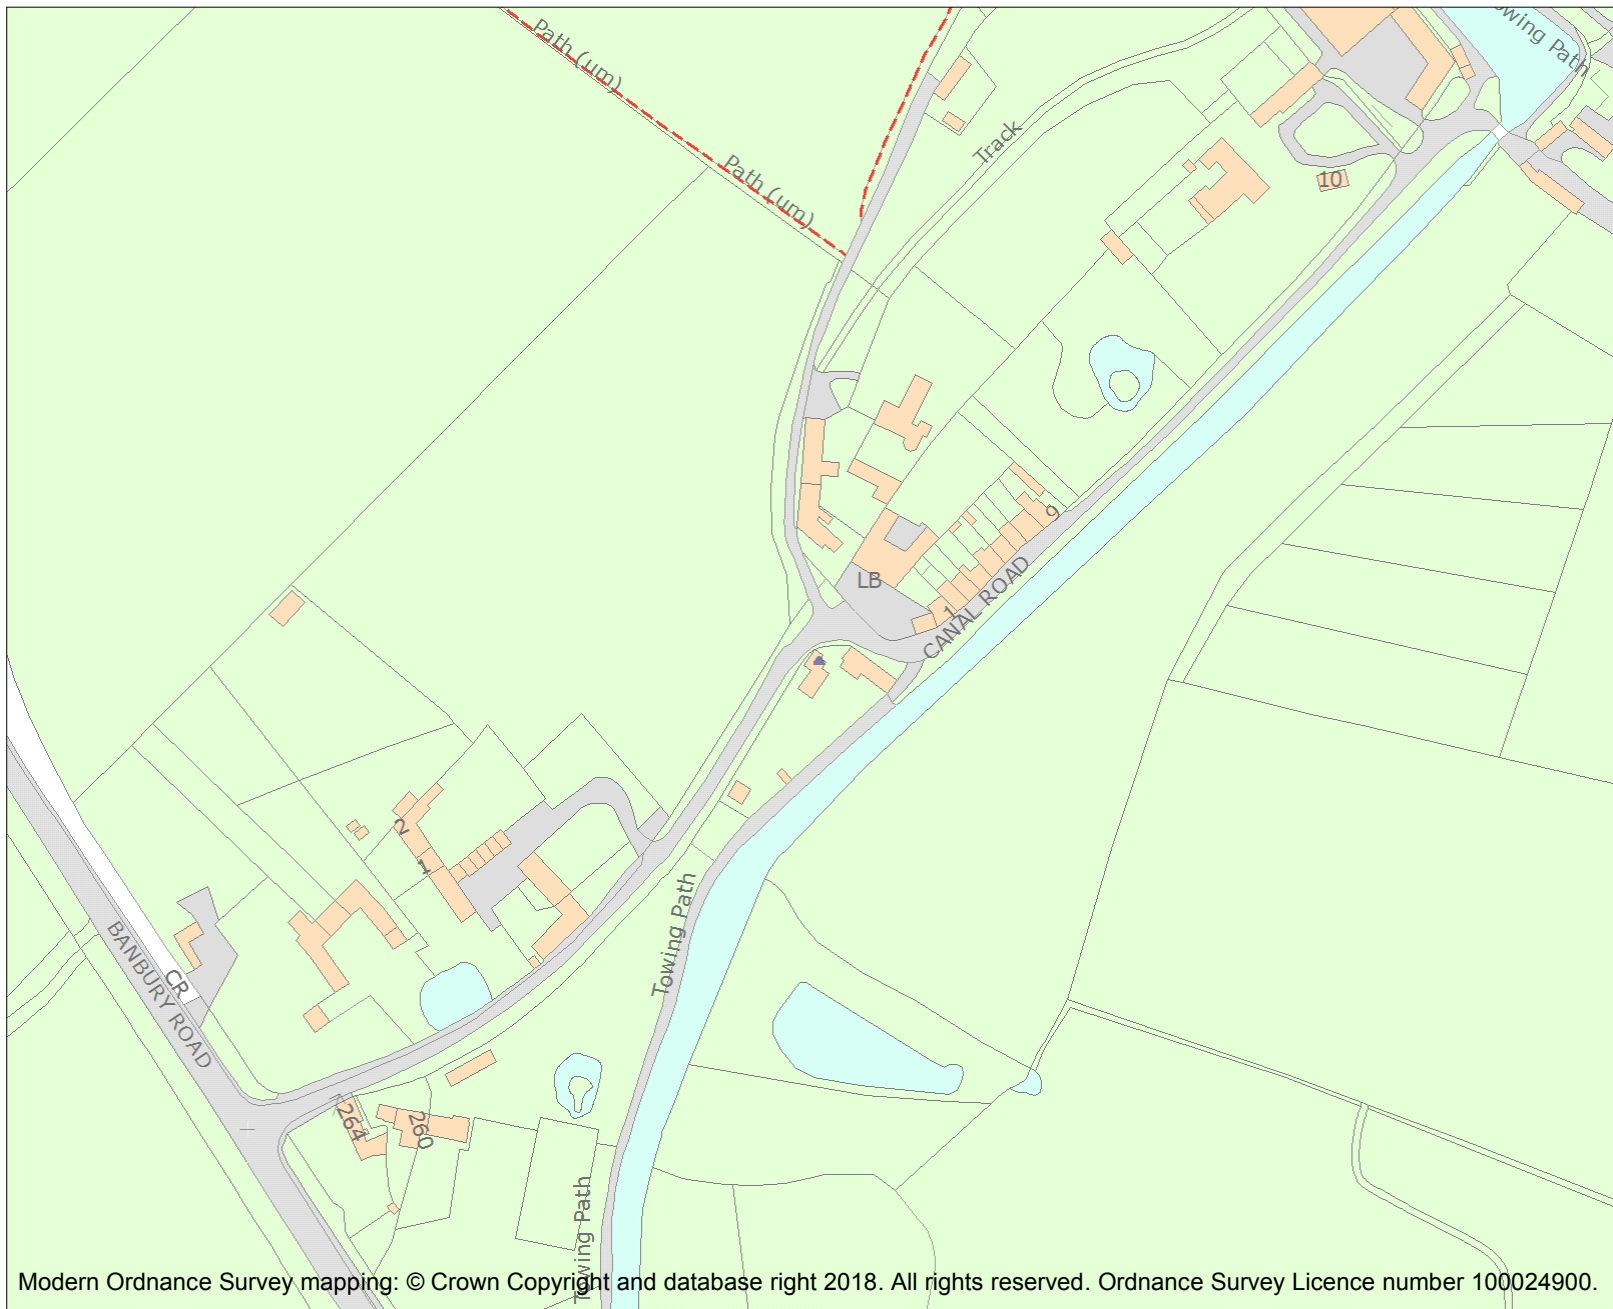 owing Path
Path (um)
Path (um)
Track
10
9
LB
1
CANAL ROAD
2
1
Towing Path
BANBURY ROAD
CR
264
260
Towing Path
Modern Ordnance Survey mapping: © Crown Copyright and database right 2018. All rights reserved. Ordnance Survey Licence number 100024900.